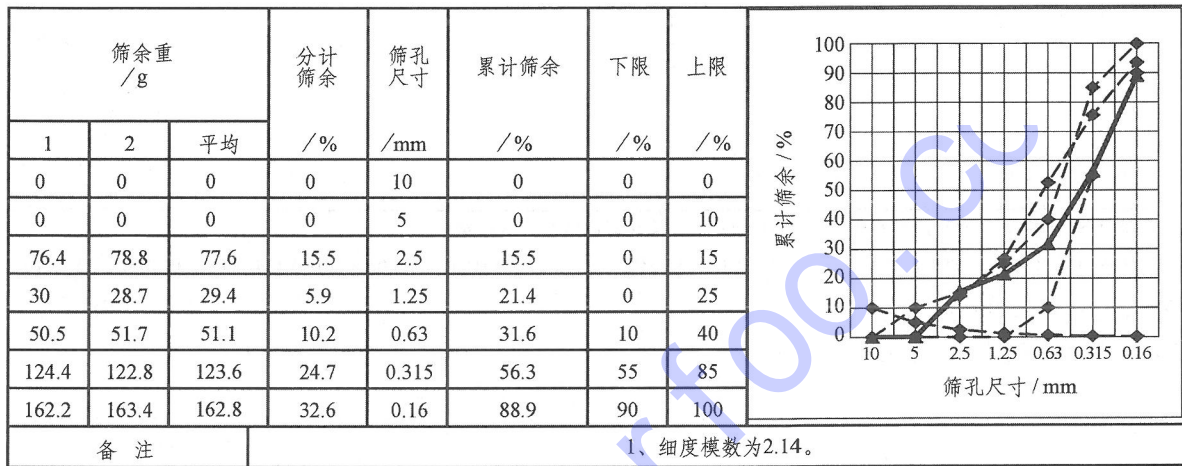 筛余重 /g 分计筛余 筛孔尺寸 累计筛余 下限 上限
1 2 平均 /% /mm /% /% /%
0 0 0 0 10 0 0 0
0 0 0 0 5 0 0 10
76.4 78.8 77.6 15.5 2.5 15.5 0 15
30 28.7 29.4 5.9 1.25 21.4 0 25
50.5 51.7 51.1 10.2 0.63 31.6 10 40
124.4 122.8 123.6 24.7 0.315 56.3 55 85
162.2 163.4 162.8 32.6 0.16 88.9 90 100
备 注 1、细度模数为2.14。
累计筛余/%
100
90
80
70
60
50
40
30
20
10
0
10 5 2.5 1.25 0.63 0.315 0.16
筛孔尺寸/mm
rfoo.co